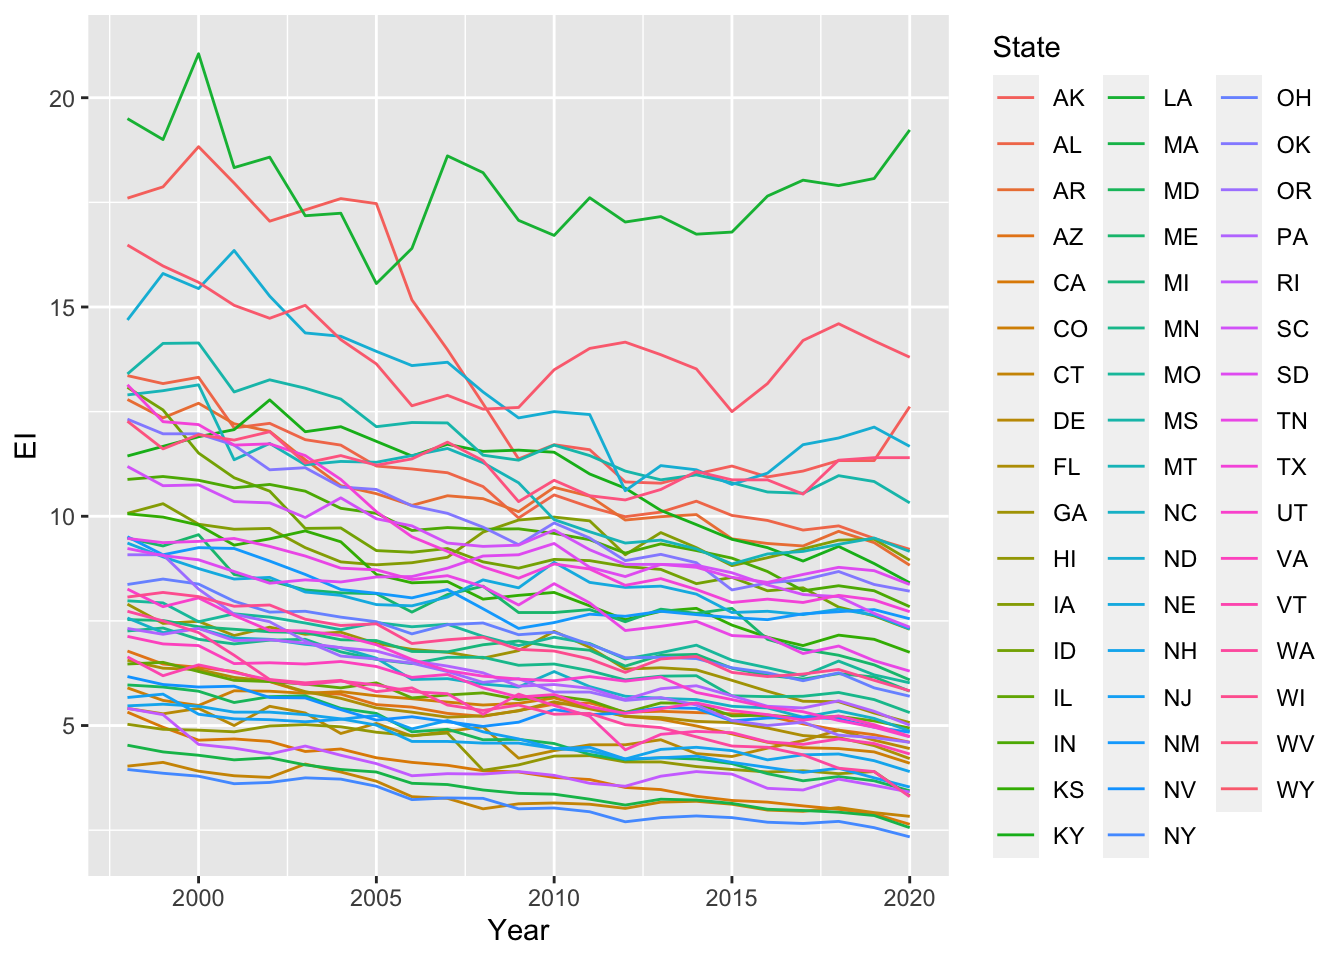 EI
20
15
10
5
2000 2005 2010 2015 2020
Year
State
AK LA OH
AL MA OK
AR MD OR
AZ ME PA
CA MI RI
CO MN SC
CT MO SD
DE MS TN
FL MT TX
GA NC UT
HI ND VA
IA NE VT
ID NH WA
IL NJ WI
IN NM WV
KS NV WY
KY NY